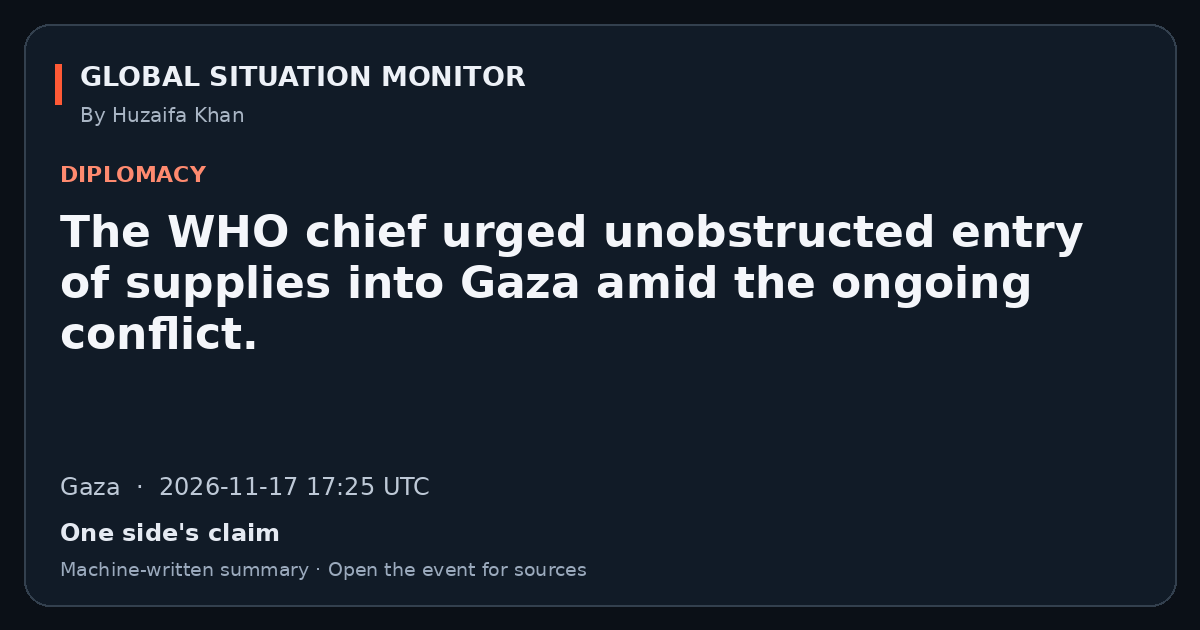 GLOBAL SITUATION MONITOR
By Huzaifa Khan
DIPLOMACY
The WHO chief urged unobstructed entry
of supplies into Gaza amid the ongoing
conflict.
Gaza · 2026-11-17 17:25 UTC
One side's claim
Machine-written summary · Open the event for sources